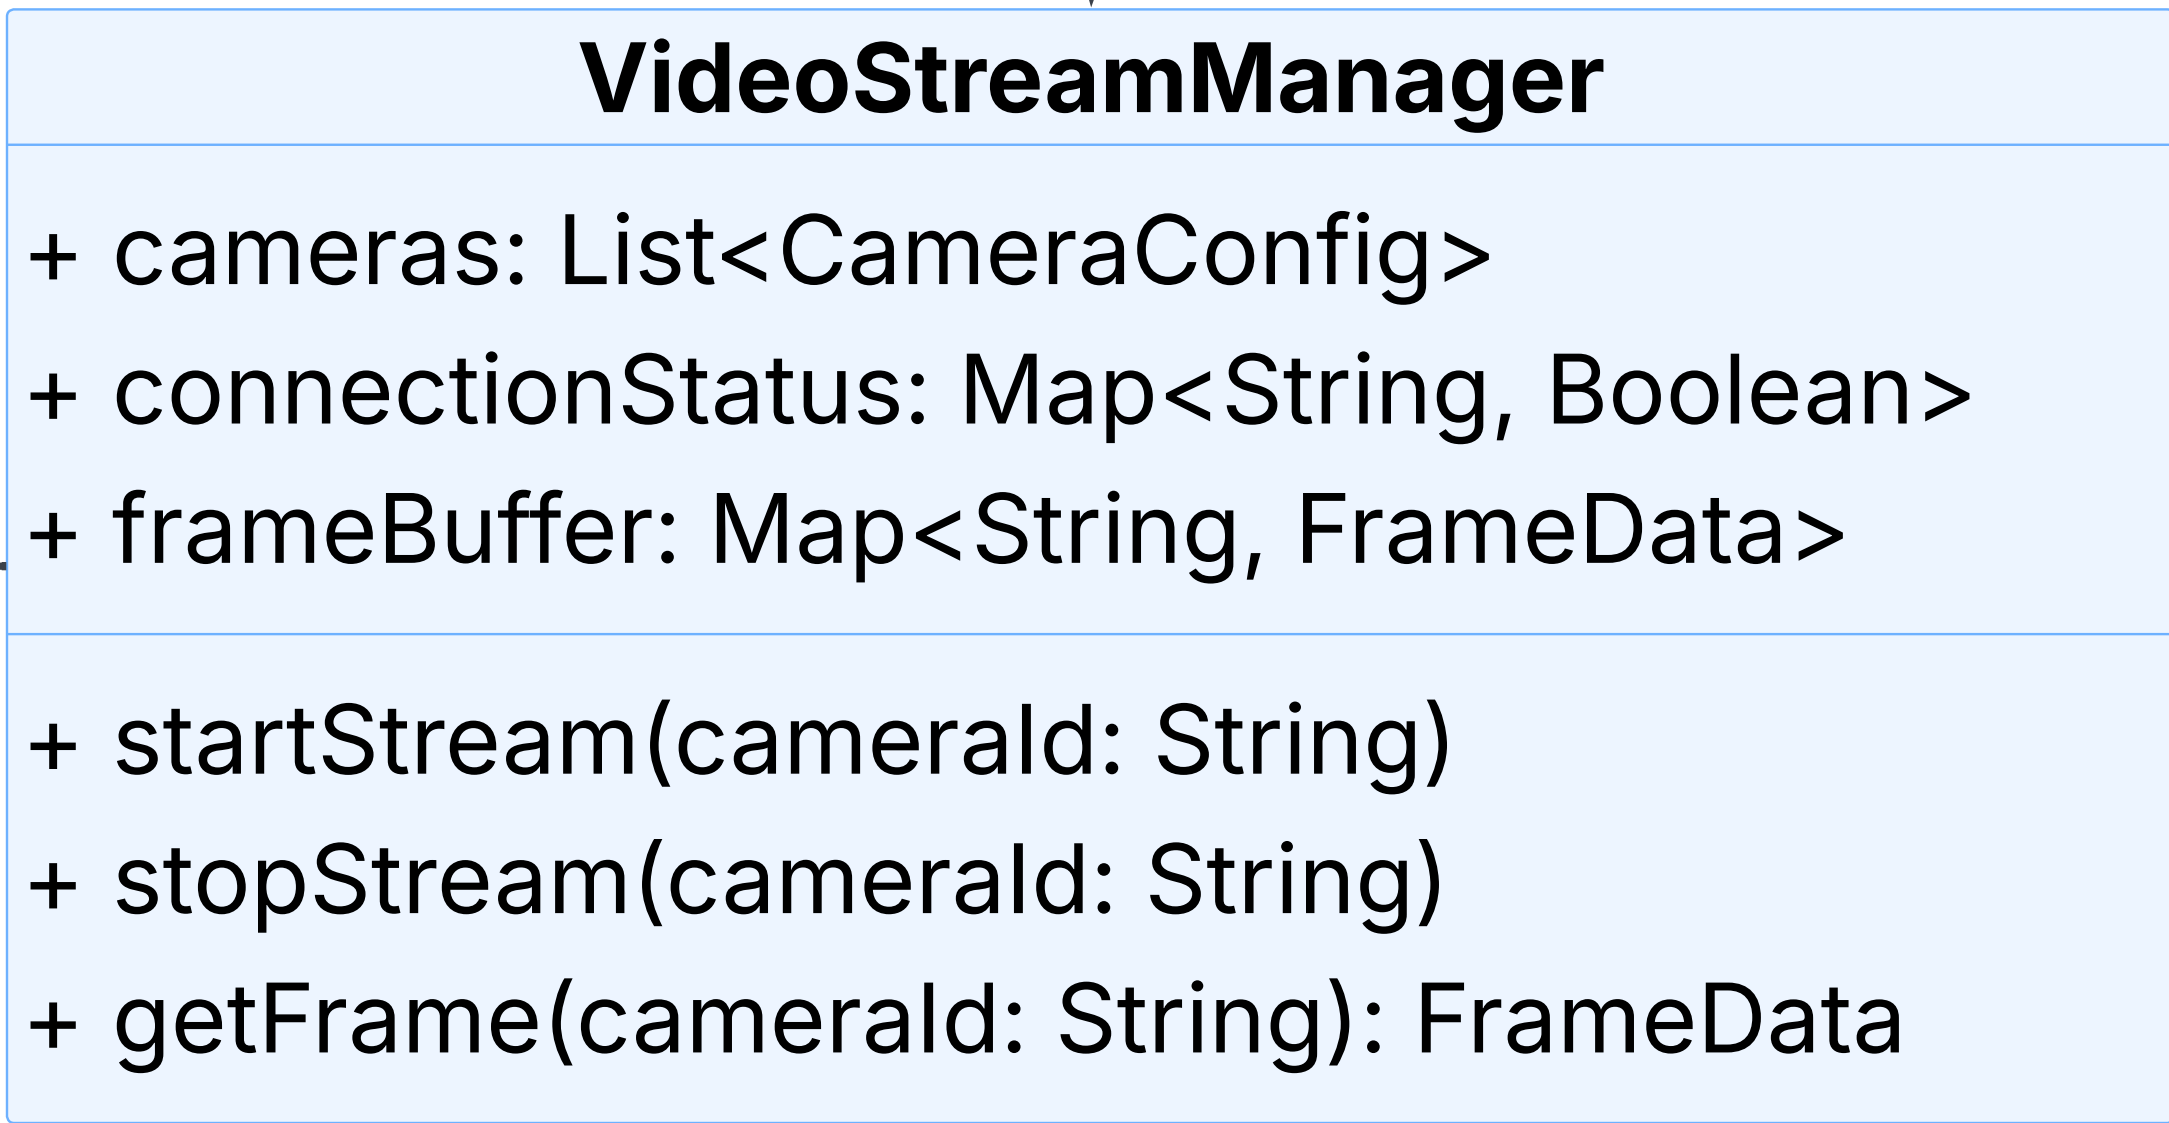 VideoStreamManager
+ cameras: List<CameraConfig>
+ connectionStatus: Map<String, Boolean>
+ frameBuffer: Map<String, FrameData>
+ startStream(cameraId: String)
+ stopStream(cameraId: String)
+ getFrame(cameraId: String): FrameData